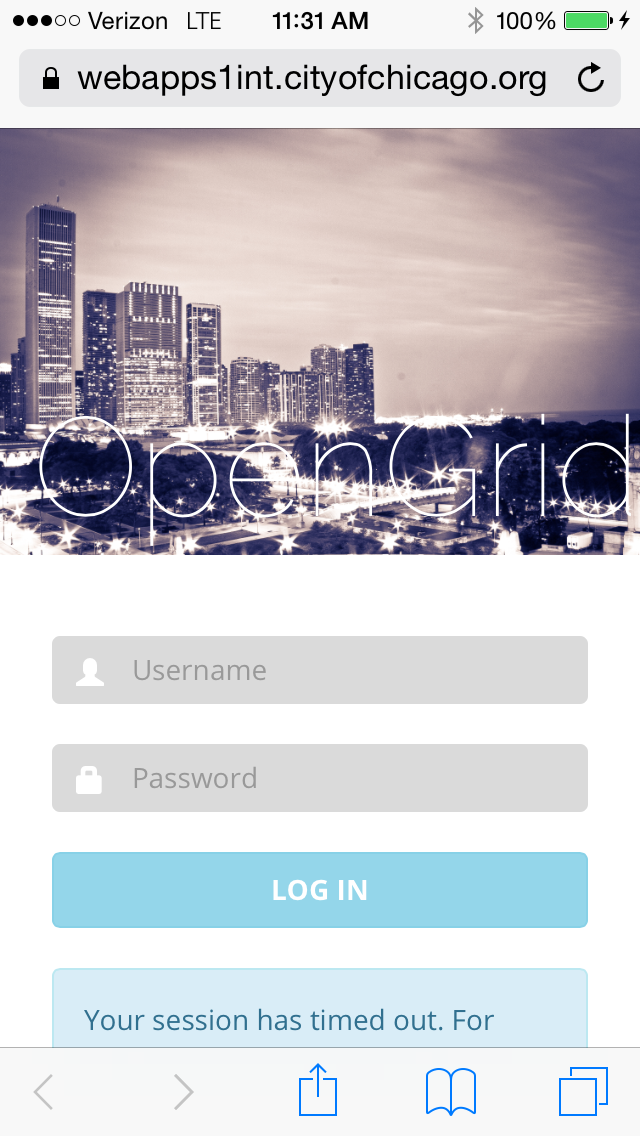 Verizon LTE 11:31 AM 100%
webapps1int.cityofchicago.org
OpenGrid
Username
Password
LOG IN
Your session has timed out. For